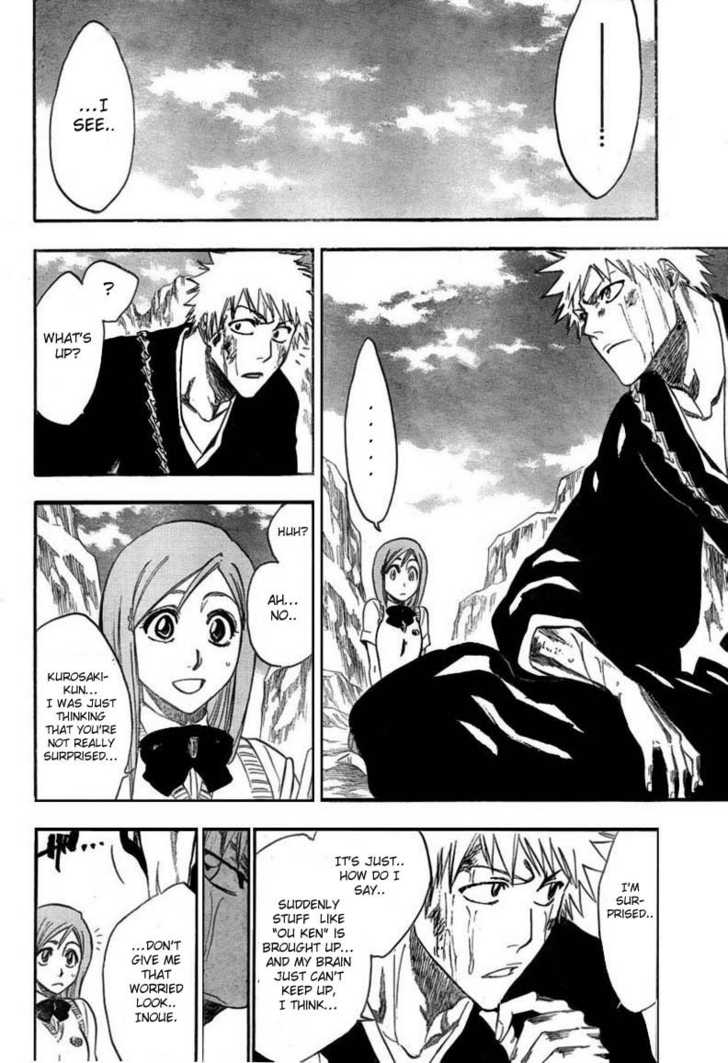 ...I
SEE..
.....
?
WHAT'S
UP?
HUH?
AH...
NO..
KUROSAKI-
KUN...
I WAS JUST
THINKING
THAT YOU'RE
NOT REALLY
SURPRISED...
I'M
SUR-
PRISED..
IT'S JUST..
HOW DO I
SAY..
SUDDENLY
STUFF LIKE
"OU KEN" IS
BROUGHT UP...
AND MY BRAIN
JUST CAN'T
KEEP UP,
I THINK...
...DON'T
GIVE ME
THAT
WORRIED
LOOK..
INOUE.